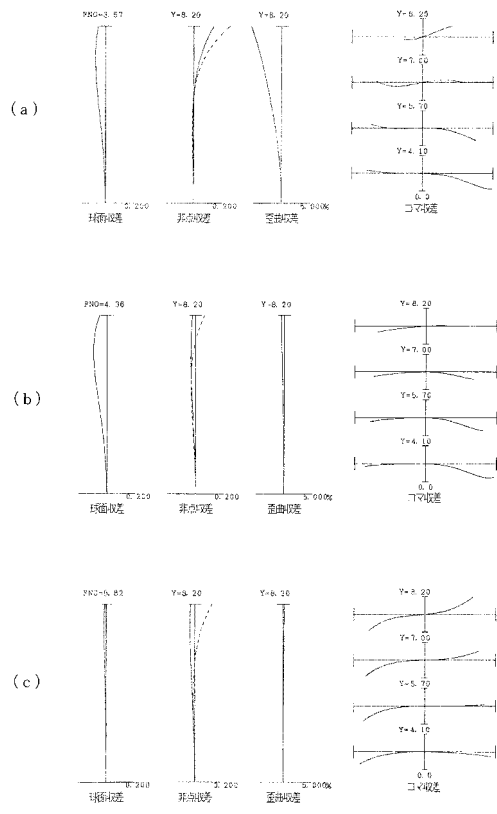 (a)
FNO=3.57
Y=8.20
Y=8.20
0.200
球面収差
0.200
非点収差
5.000%
歪曲収差
Y=8.20
Y=7.00
Y=5.70
Y=4.10
0.0
コマ収差
(b)
FNO=4.36
Y=8.20
Y=8.20
0.200
球面収差
0.200
非点収差
5.000%
歪曲収差
Y=8.20
Y=7.00
Y=5.70
Y=4.10
0.0
コマ収差
(c)
FNO=5.82
Y=8.20
Y=8.20
0.200
球面収差
0.200
非点収差
5.000%
歪曲収差
Y=8.20
Y=7.00
Y=5.70
Y=4.10
0.0
コマ収差